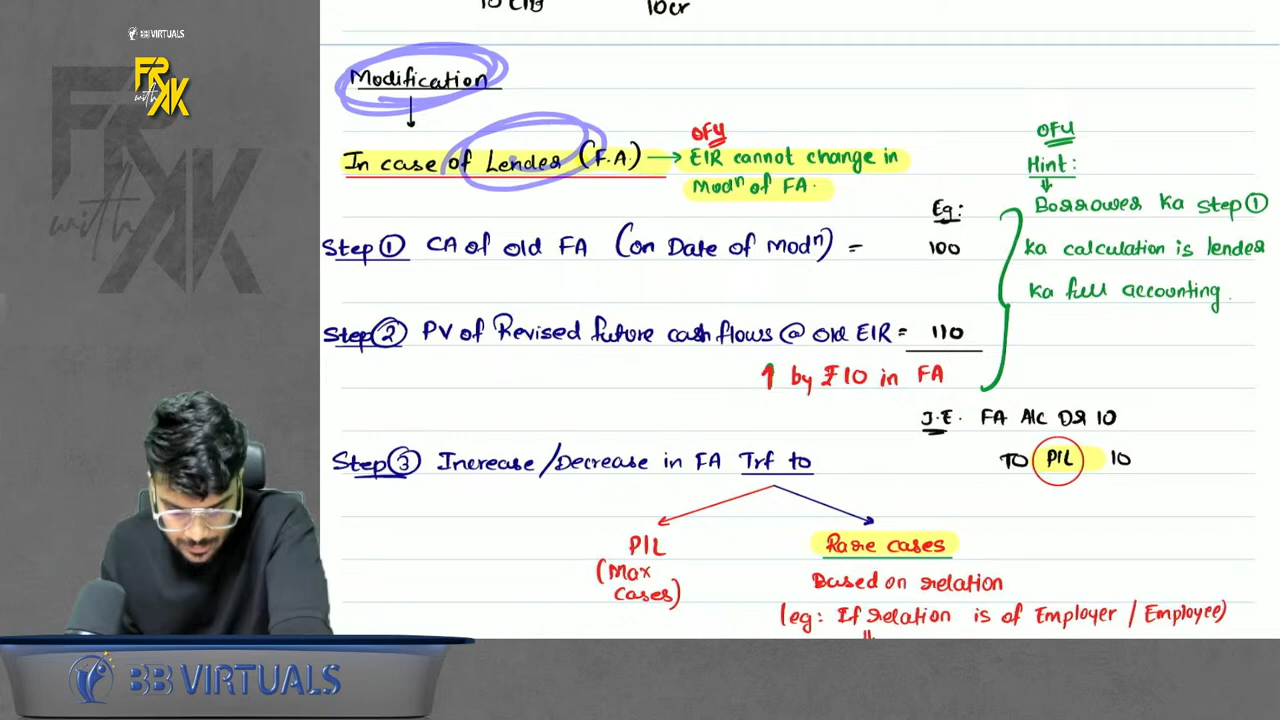 10 cr
BB VIRTUALS
FR
with
AK
Modification
In case of Lender (F.A.) → EIR cannot change in
OFU
Modⁿ of FA.
OFU
Hint:
Borrower ka step ①
ka calculation is lender
ka full accounting.
Eg:
Step ① CA of old FA (on Date of Modⁿ) = 100
Step ② PV of Revised future cash flows @ old EIR = 110
↑ by ₹10 in FA
J.E. FA A/c Dr 10
To P/L 10
Step ③ Increase/Decrease in FA Trf to
P/L
(Max
Cases)
Rare cases
Based on relation
(eg: If relation is of Employer / Employee)
BB VIRTUALS